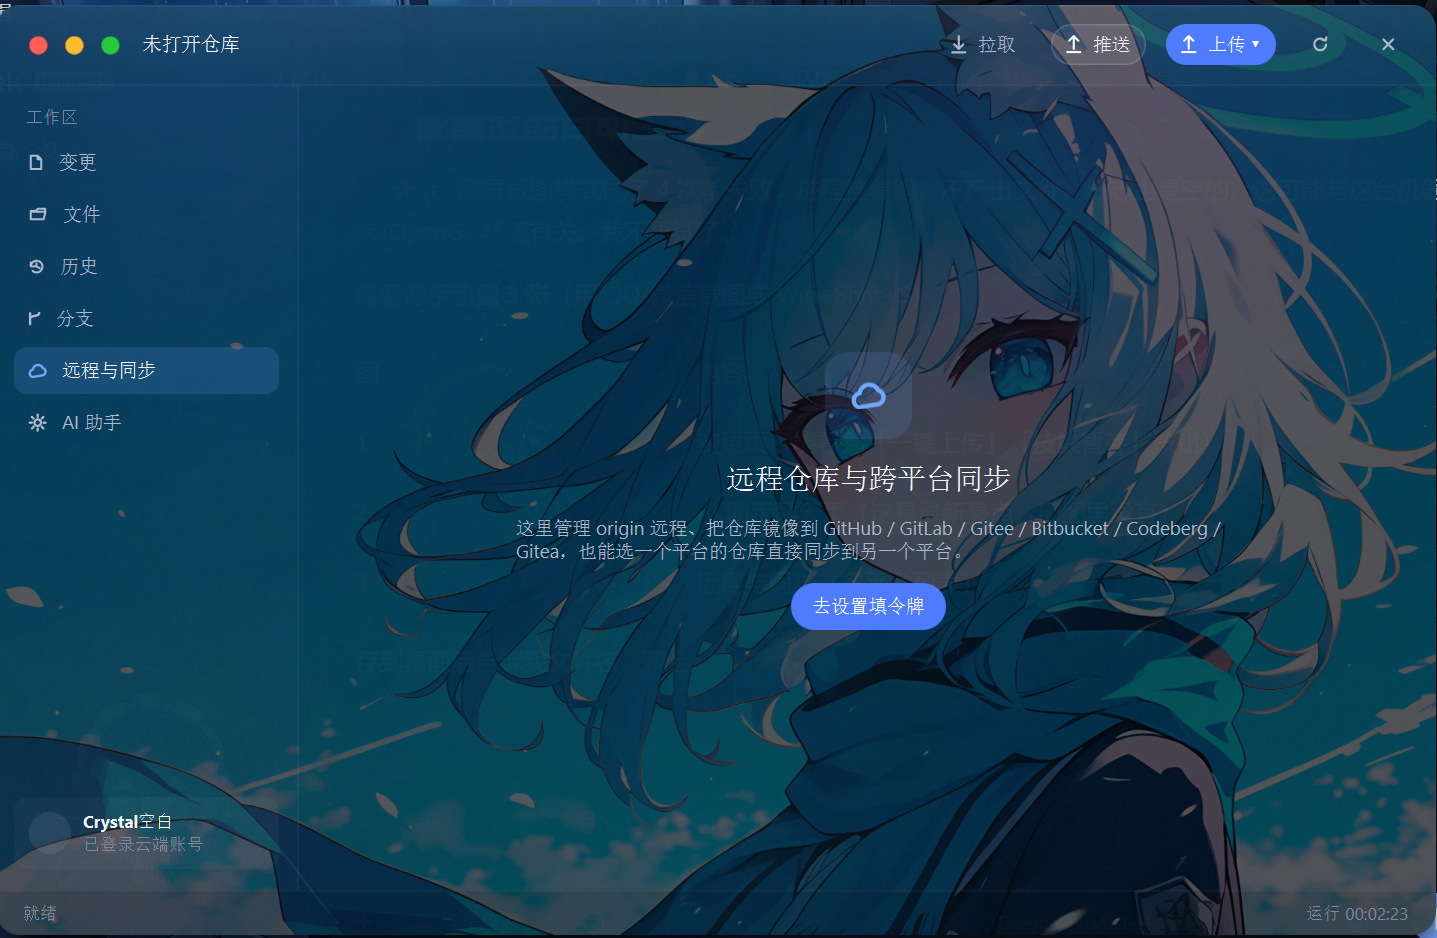 未打开仓库
拉取
推送
上传
工作区
变更
文件
历史
分支
远程与同步
AI 助手
远程仓库与跨平台同步
这里管理 origin 远程、把仓库镜像到 GitHub / GitLab / Gitee / Bitbucket / Codeberg /
Gitea，也能选一个平台的仓库直接同步到另一个平台。
去设置填令牌
Crystal空白
已登录云端账号
就绪
运行 00:02:23